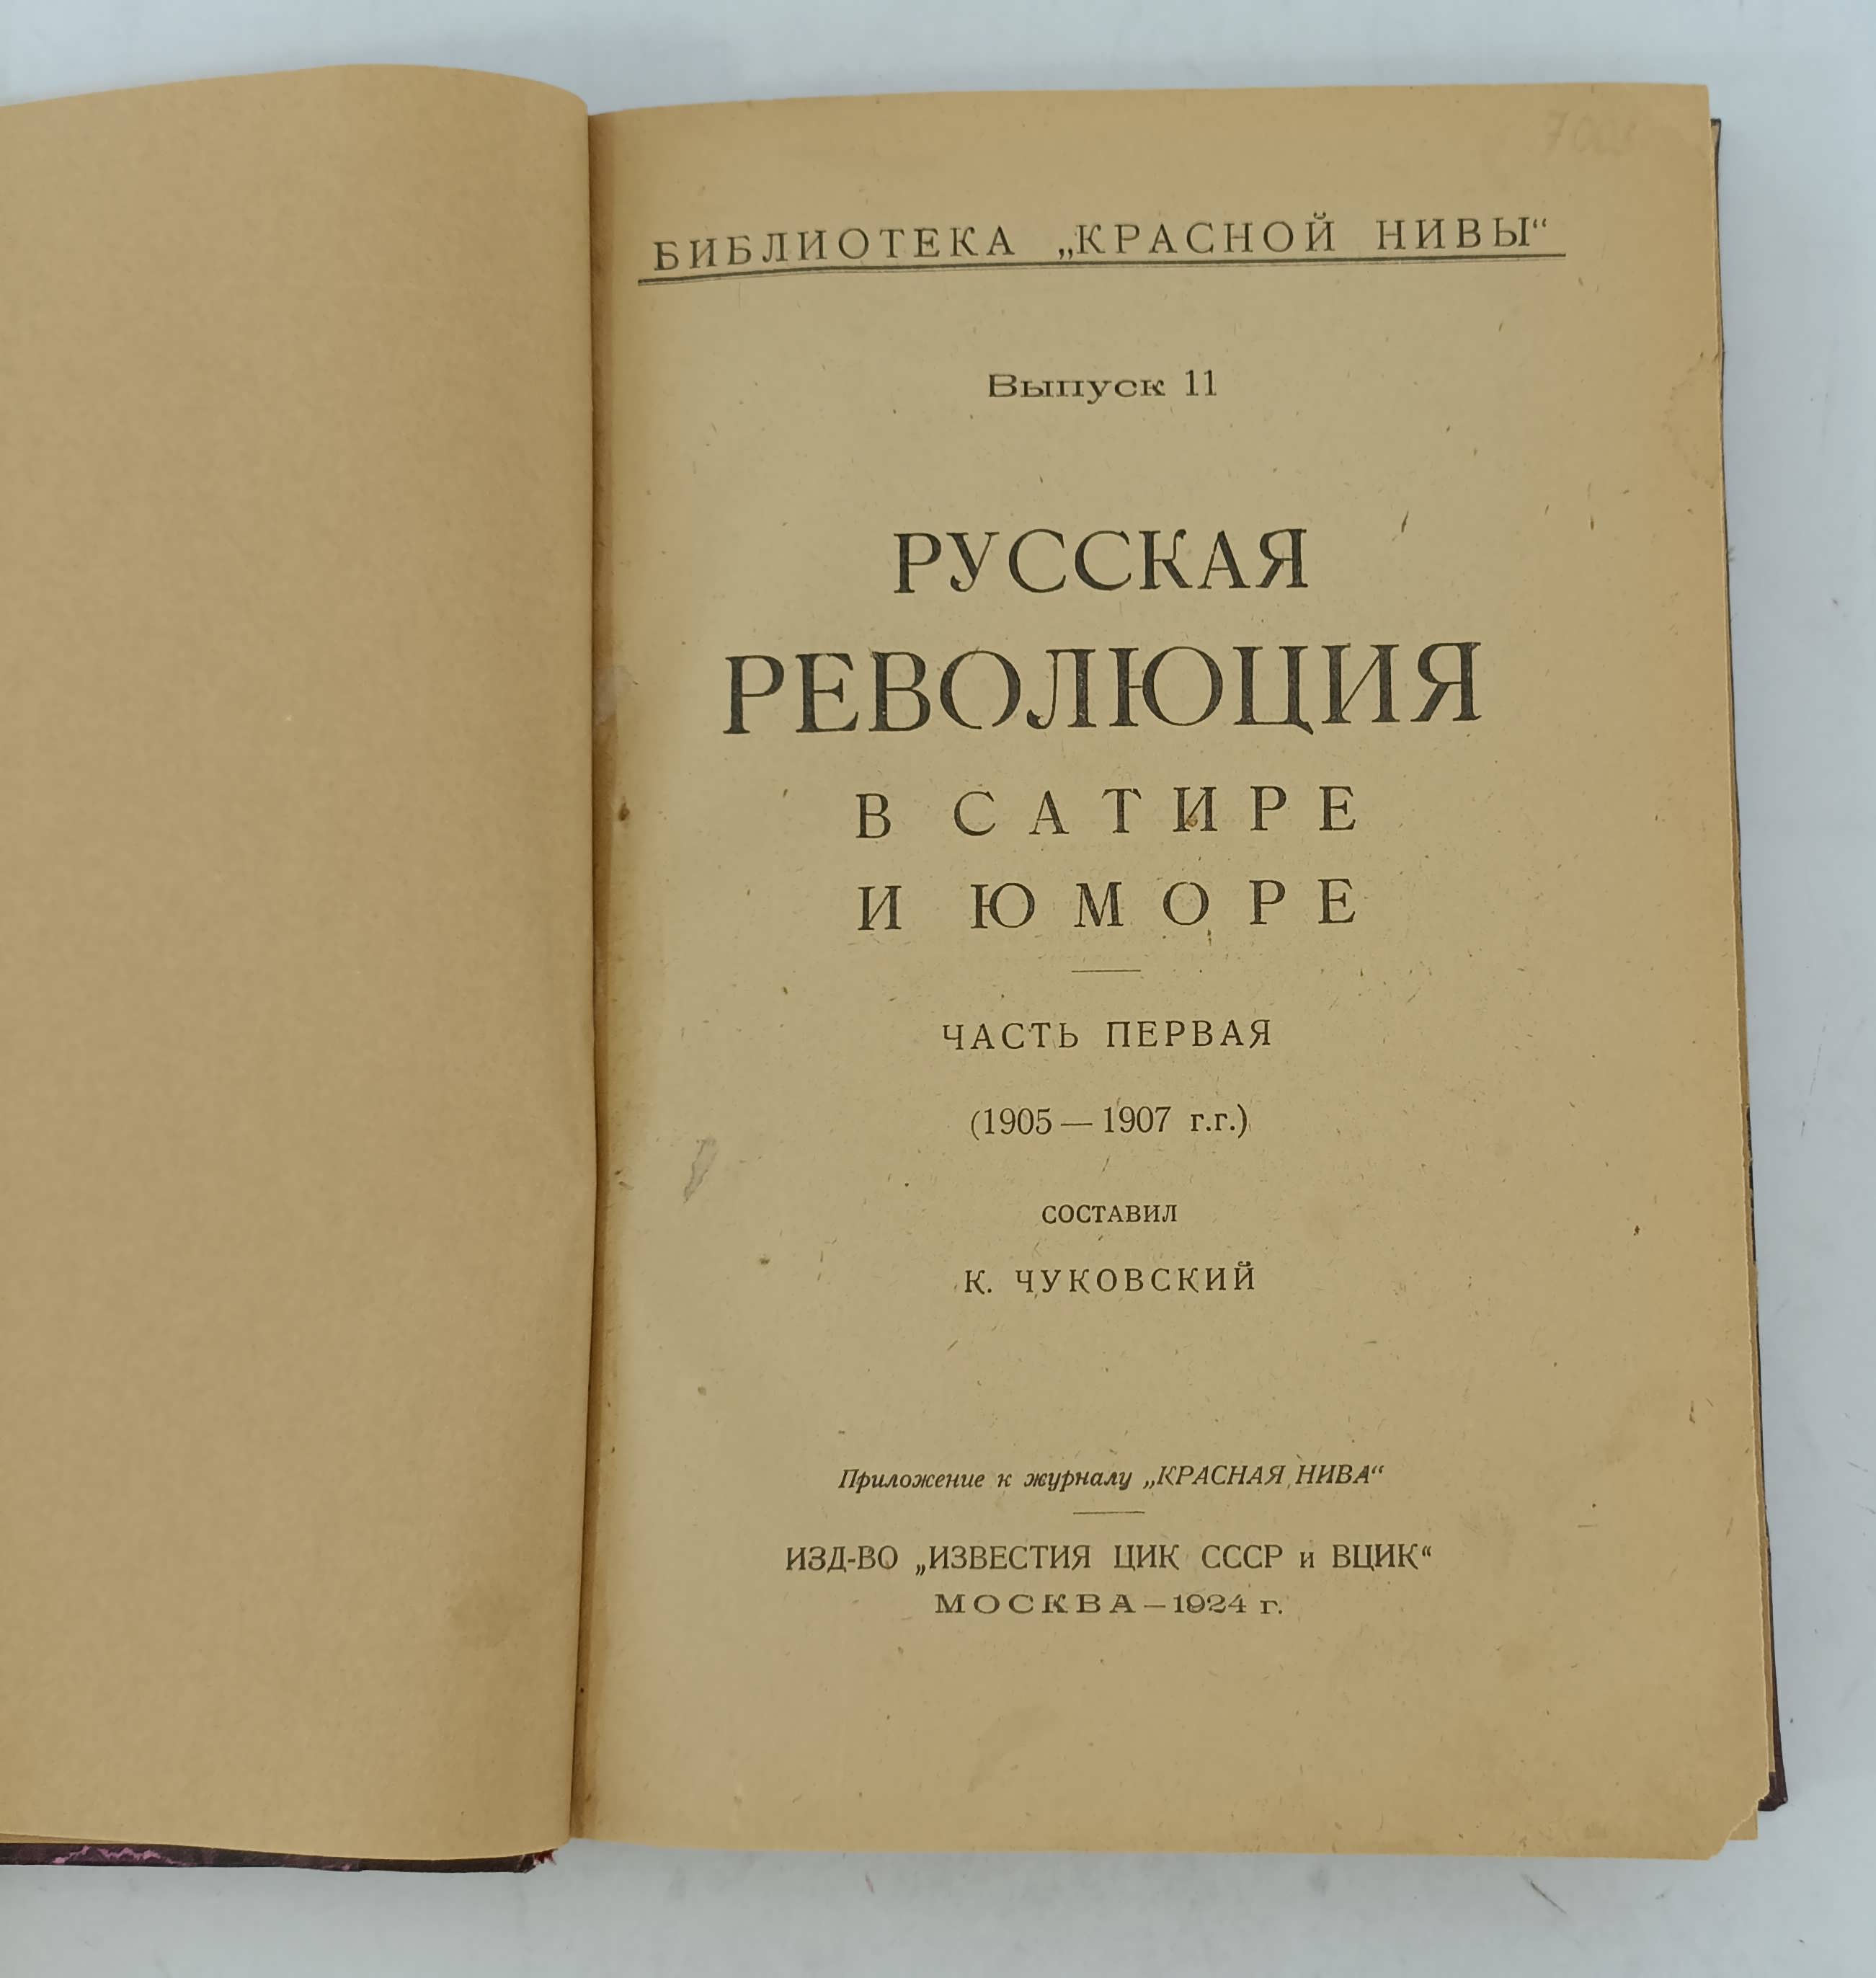 БИБЛИОТЕКА „КРАСНОЙ НИВЫ“
Выпуск 11
РУССКАЯ
РЕВОЛЮЦИЯ
В САТИРЕ
И ЮМОРЕ
ЧАСТЬ ПЕРВАЯ
(1905 — 1907 г.г.)
СОСТАВИЛ
К. ЧУКОВСКИЙ
Приложение к журналу „КРАСНАЯ НИВА“
ИЗД-ВО „ИЗВЕСТИЯ ЦИК СССР и ВЦИК“
МОСКВА — 1924 г.